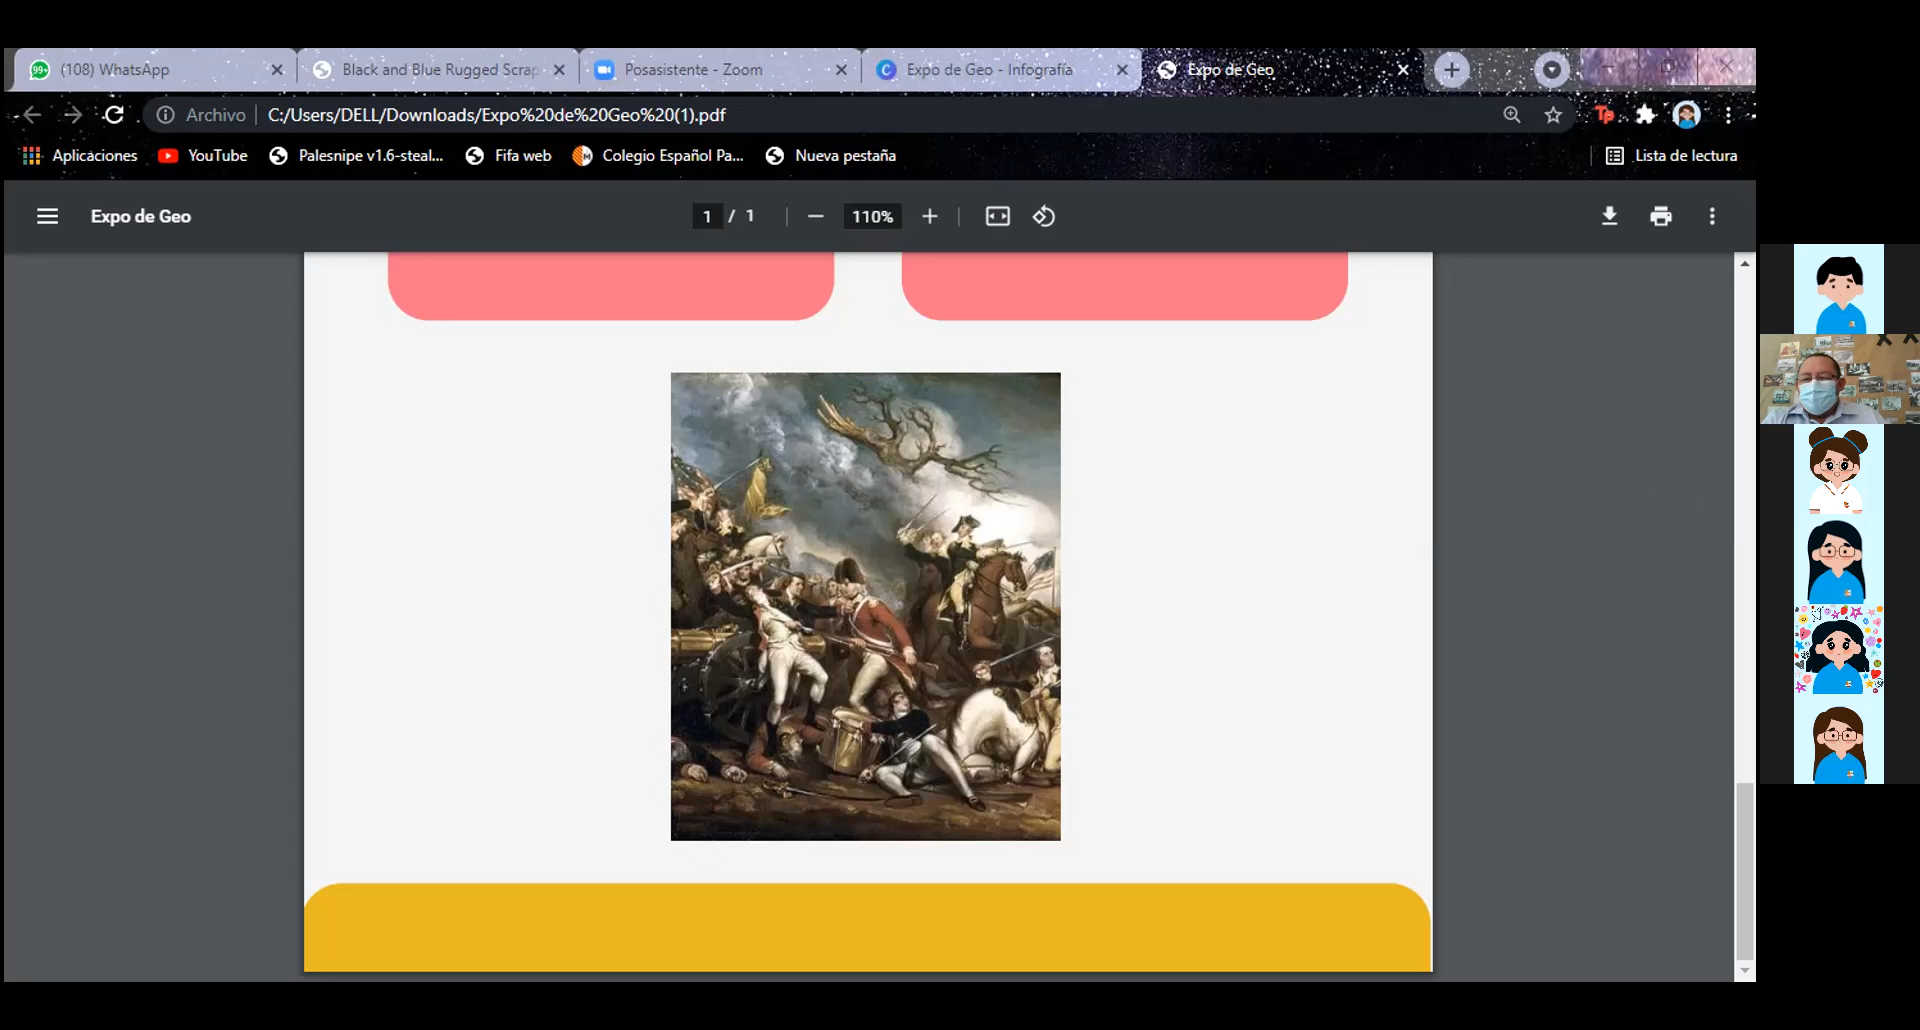 99+ (108) WhatsApp
Black and Blue Rugged Scrap
Posasistente - Zoom
Expo de Geo - Infografía
Expo de Geo
Archivo
C:/Users/DELL/Downloads/Expo%20de%20Geo%20(1).pdf
Aplicaciones
YouTube
Palesnipe v1.6-steal...
Fifa web
Colegio Español Pa...
Nueva pestaña
Lista de lectura
Expo de Geo
1 / 1
110%